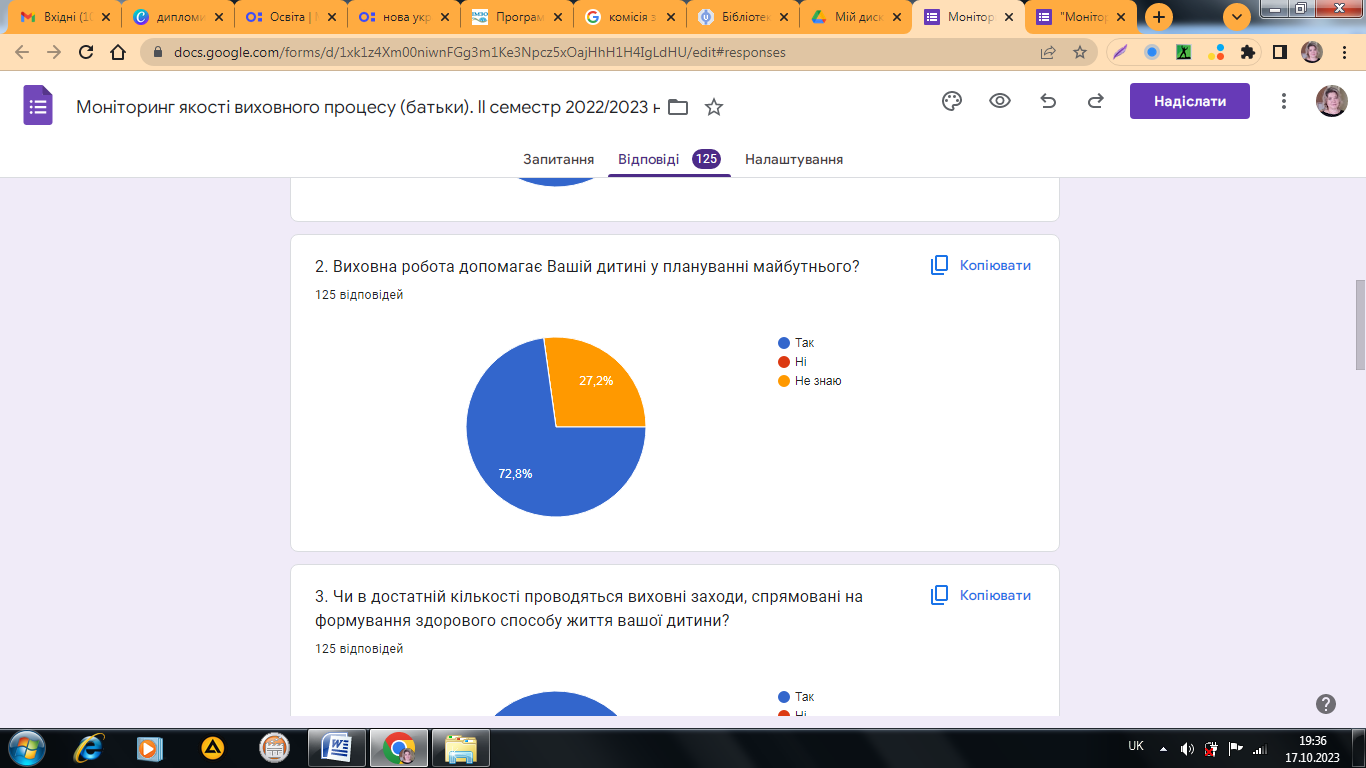 Вхідні (10
дипломи
Освіта | М
нова укр
Програм
комісія з
Бібліотек
Мій диск
Монітор
"Монітор
docs.google.com/forms/d/1xk1z4Xm00niwnFGg3m1Ke3Npcz5xOajHhH1H4IgLdHU/edit#responses
Моніторинг якості виховного процесу (батьки). ІІ семестр 2022/2023 н
Надіслати
Запитання
Відповіді 125
Налаштування
2. Виховна робота допомагає Вашій дитині у плануванні майбутнього?
Копіювати
125 відповідей
Так
Ні
Не знаю
27,2%
72,8%
3. Чи в достатній кількості проводяться виховні заходи, спрямовані на
формування здорового способу життя вашої дитини?
Копіювати
125 відповідей
Так
Ні
UK
19:36
17.10.2023